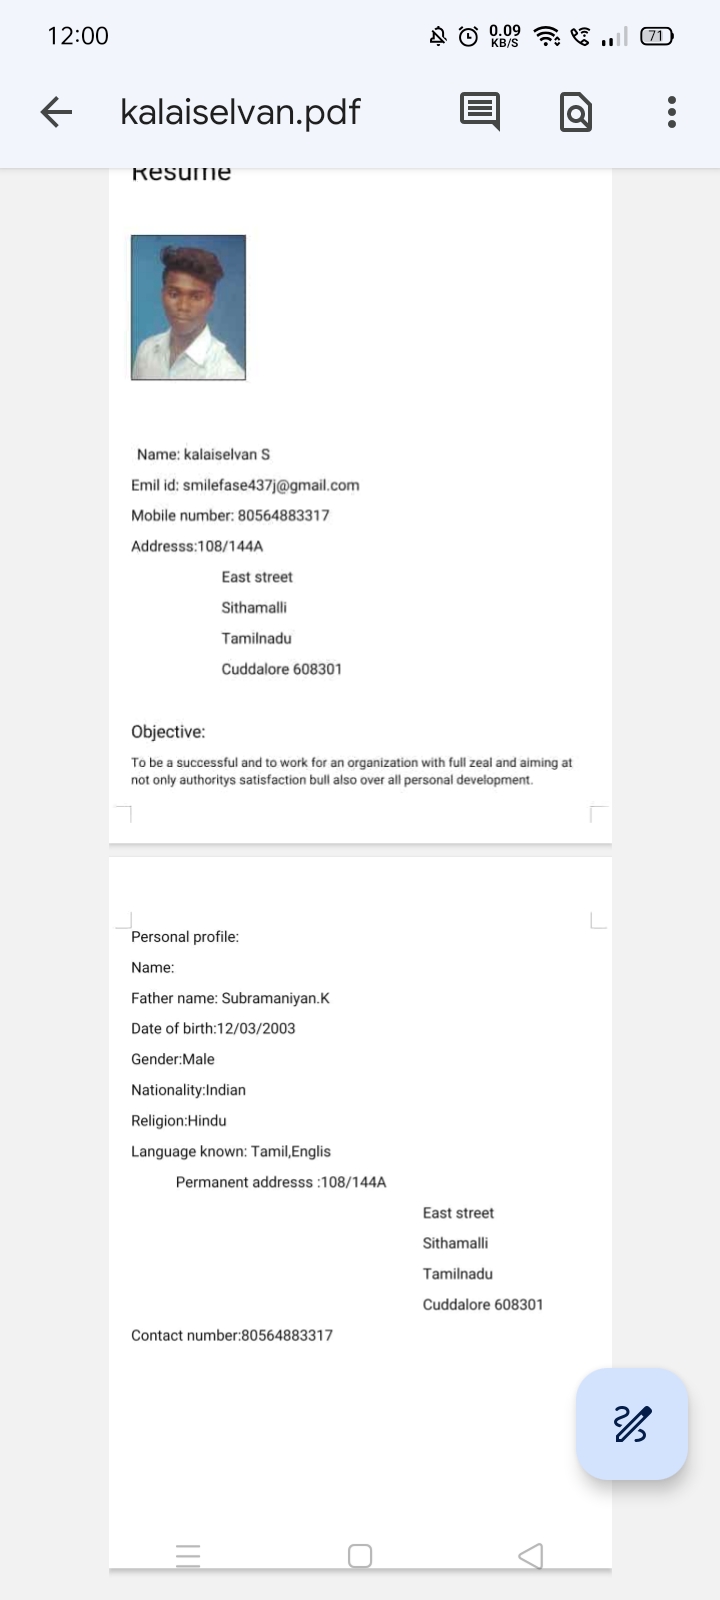 12:00
0.09
KB/S
71
kalaiselvan.pdf
Resume
Name: kalaiselvan S
Emil id: smilefase437j@gmail.com
Mobile number: 80564883317
Addresss:108/144A
East street
Sithamalli
Tamilnadu
Cuddalore 608301
Objective:
To be a successful and to work for an organization with full zeal and aiming at
not only authoritys satisfaction bull also over all personal development.
Personal profile:
Name:
Father name: Subramaniyan.K
Date of birth:12/03/2003
Gender:Male
Nationality:Indian
Religion:Hindu
Language known: Tamil,Englis
Permanent addresss :108/144A
East street
Sithamalli
Tamilnadu
Cuddalore 608301
Contact number:80564883317